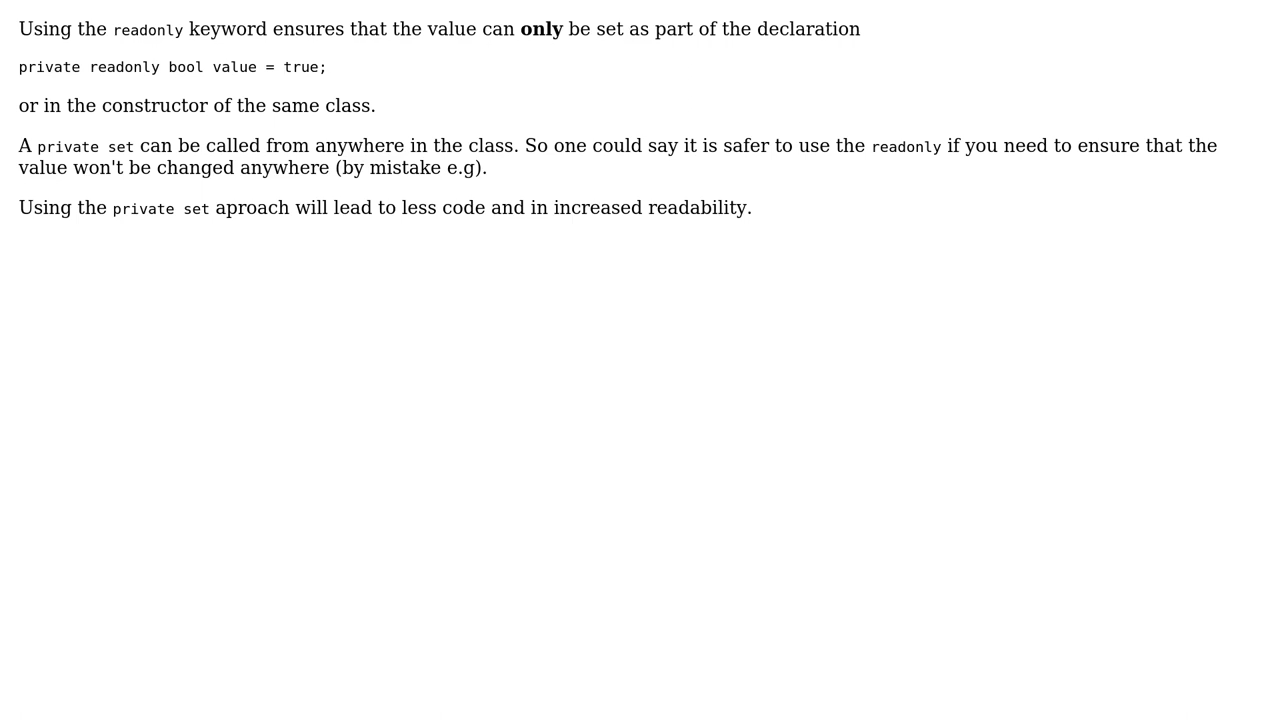 Using the readonly keyword ensures that the value can only be set as part of the declaration
private readonly bool value = true;
or in the constructor of the same class.
A private set can be called from anywhere in the class. So one could say it is safer to use the readonly if you need to ensure that the
value won't be changed anywhere (by mistake e.g).
Using the private set aproach will lead to less code and in increased readability.